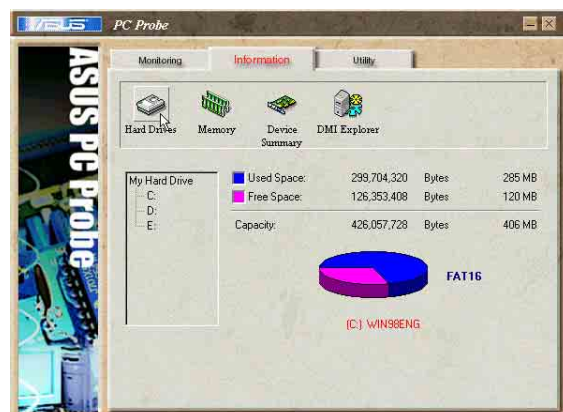 ASUS PC Probe
Monitoring Information Utility
Hard Drives Memory Device Summary DMI Explorer
My Hard Drive
C:
D:
E:
Used Space: 299,704,320 Bytes 285 MB
Free Space: 126,353,408 Bytes 120 MB
Capacity: 426,057,728 Bytes 406 MB
FAT16
(C:) WIN98ENG
ASUS PC Probe